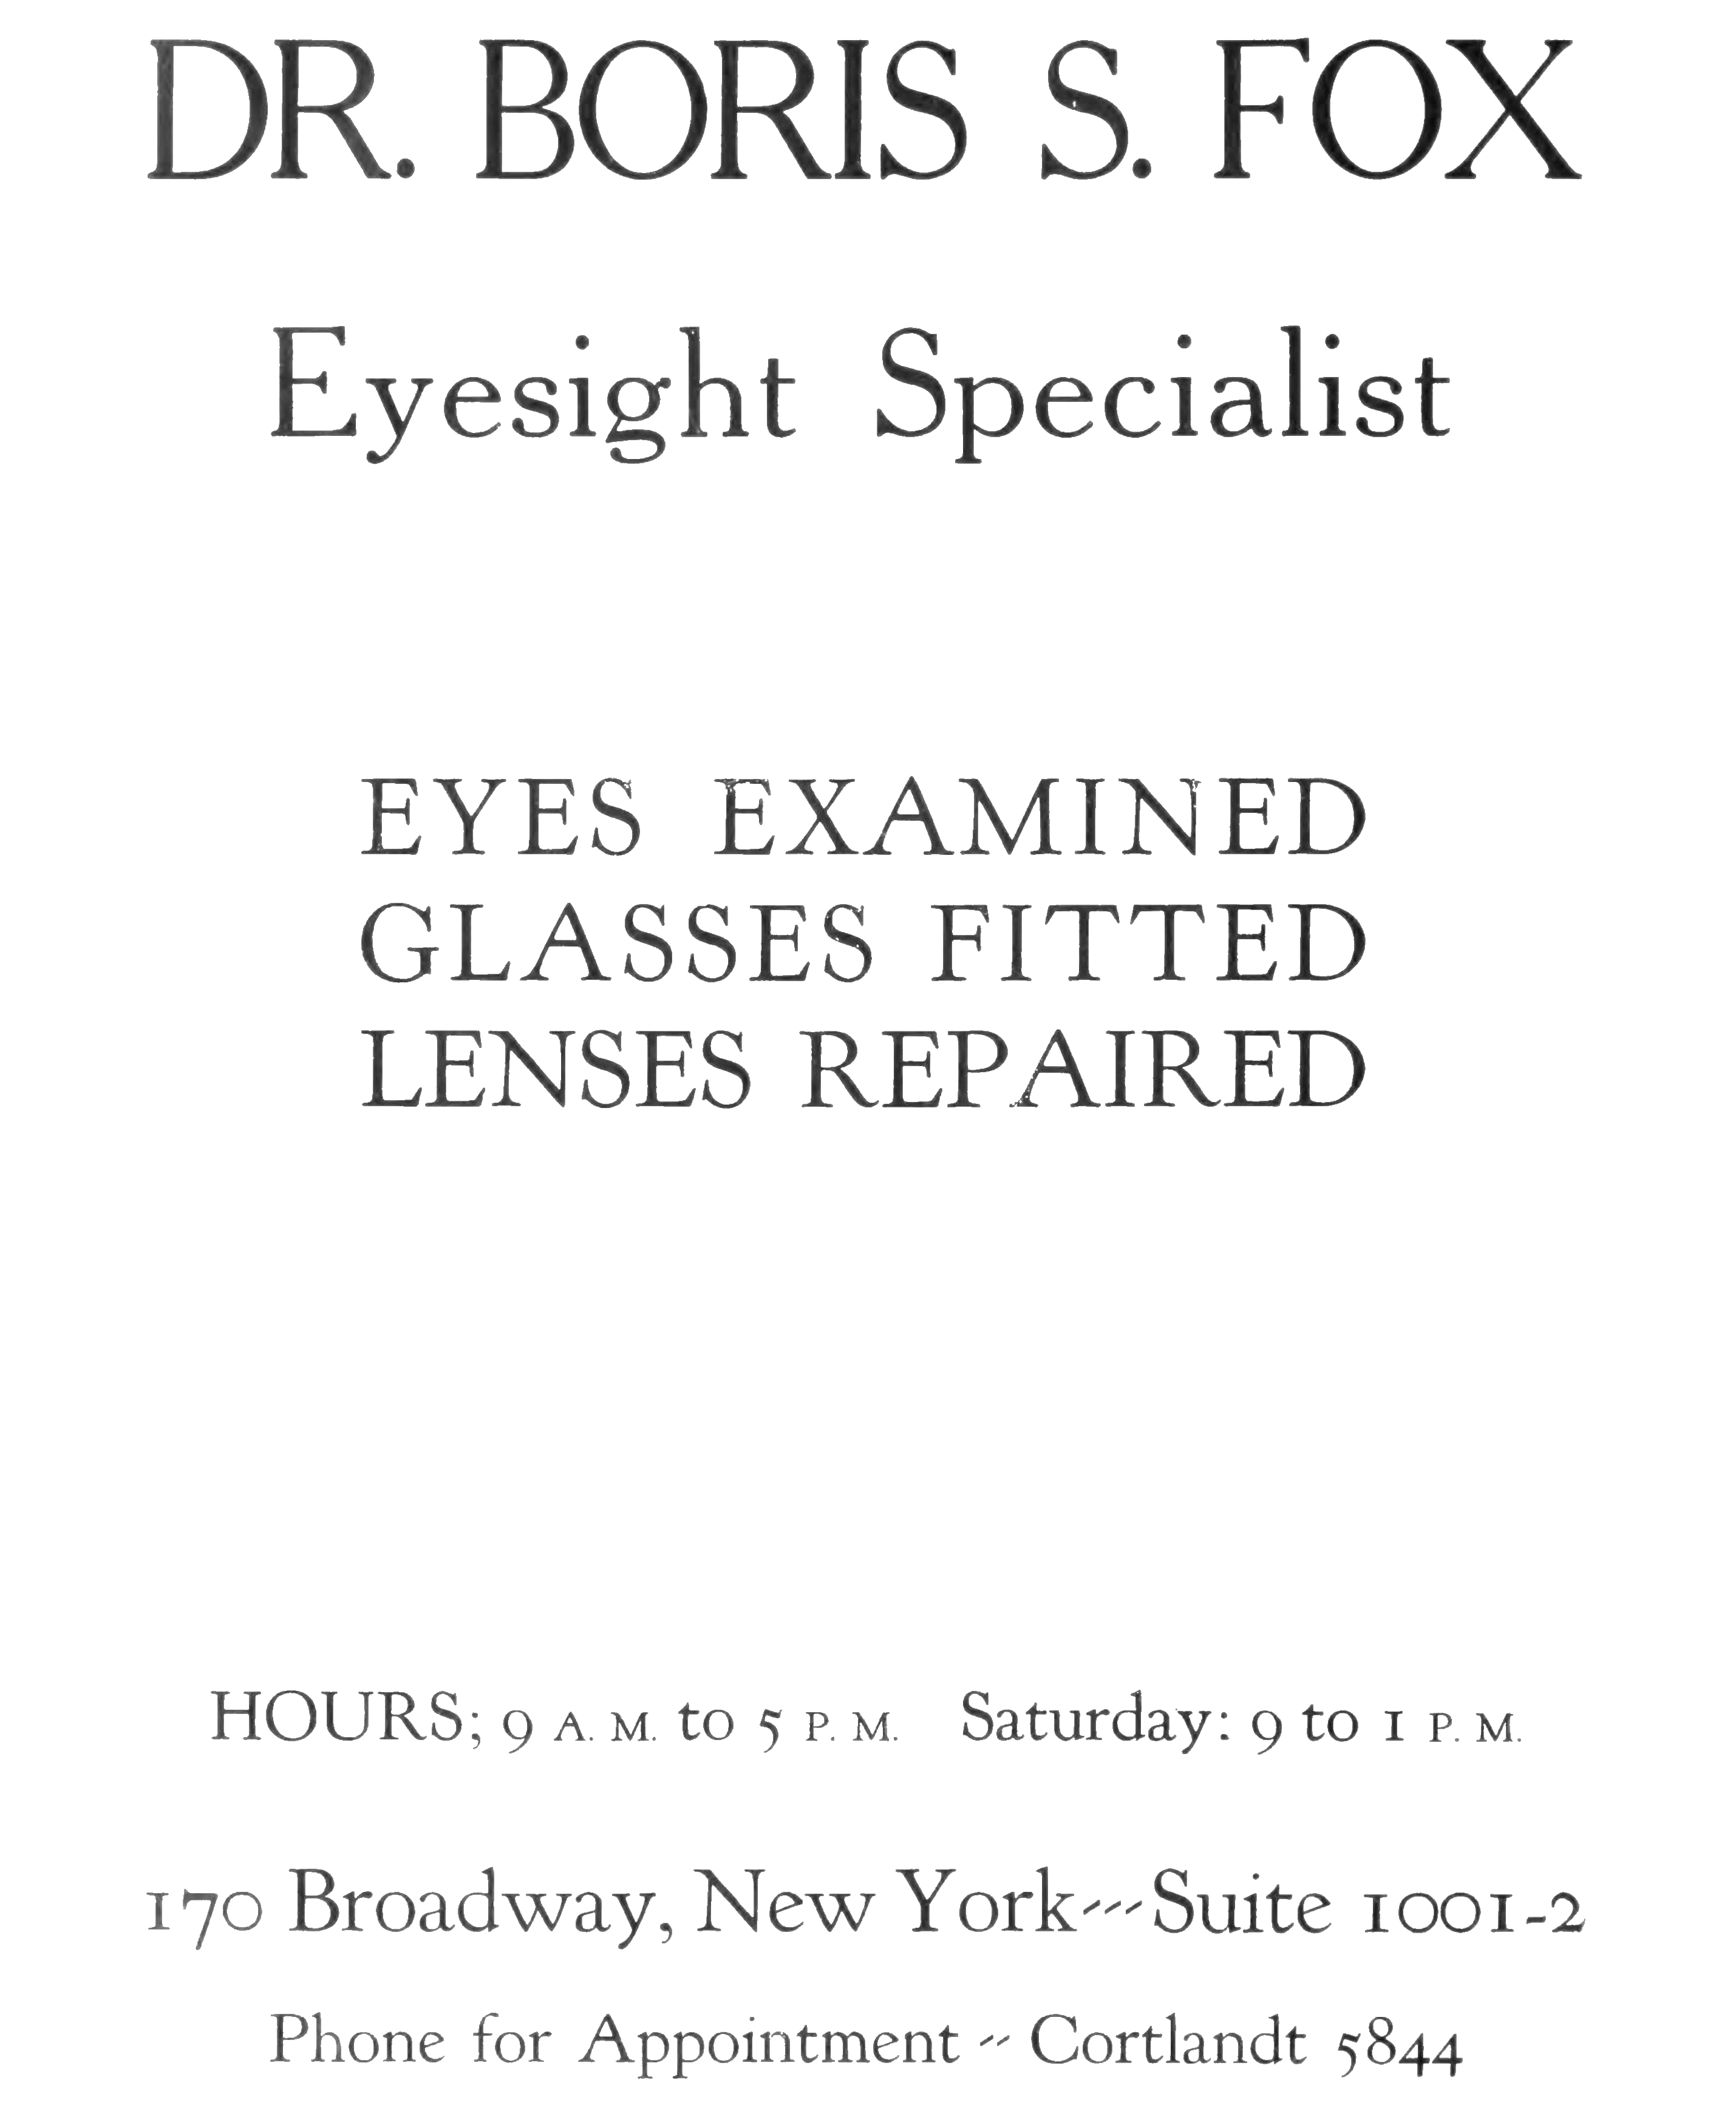 DR. BORIS S. FOX
Eyesight Specialist
EYES EXAMINED
GLASSES FITTED
LENSES REPAIRED
HOURS; 9 A. M. to 5 P. M. Saturday: 9 to 1 P. M.
170 Broadway, New York---Suite 1001-2
Phone for Appointment -- Cortlandt 5844